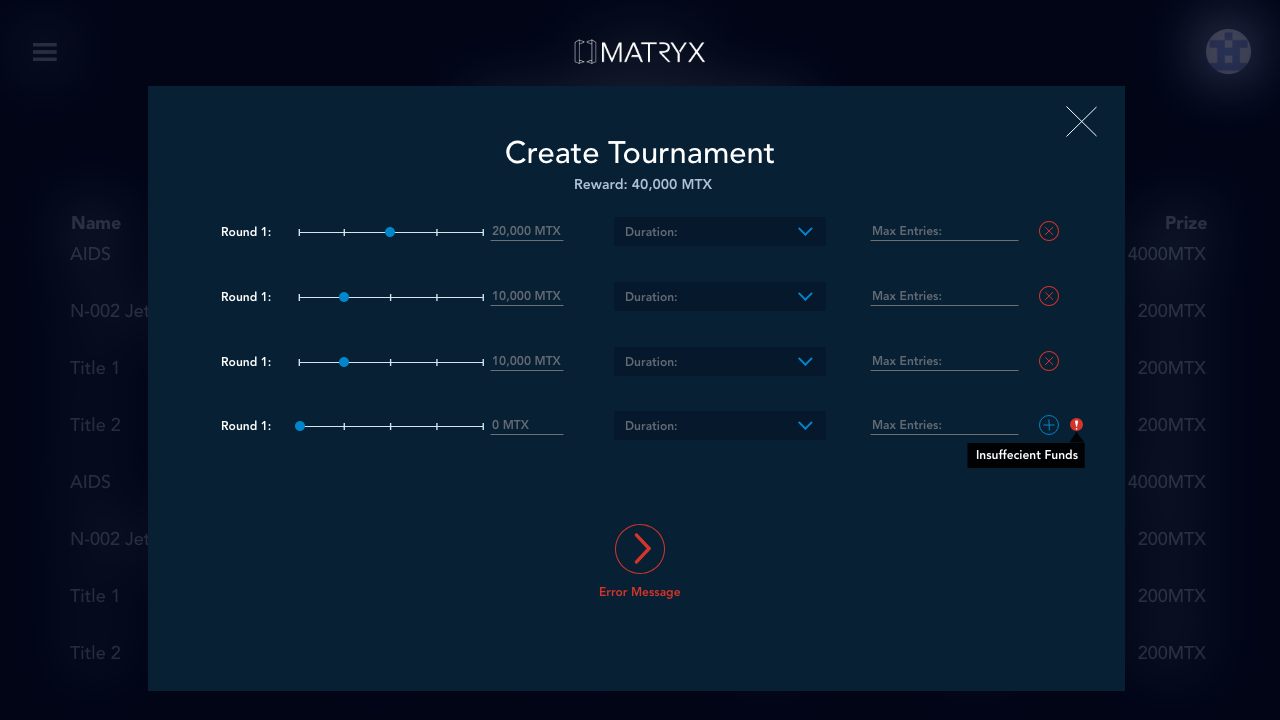 MATRYX
Create Tournament
Reward: 40,000 MTX
Name
Prize
Round 1:
20,000 MTX
Duration:
Max Entries:
AIDS
4000MTX
Round 1:
10,000 MTX
Duration:
Max Entries:
N-002 Jet
200MTX
Round 1:
10,000 MTX
Duration:
Max Entries:
Title 1
200MTX
Round 1:
0 MTX
Duration:
Max Entries:
Title 2
200MTX
Insuffecient Funds
AIDS
4000MTX
N-002 Jet
200MTX
Error Message
Title 1
200MTX
Title 2
200MTX